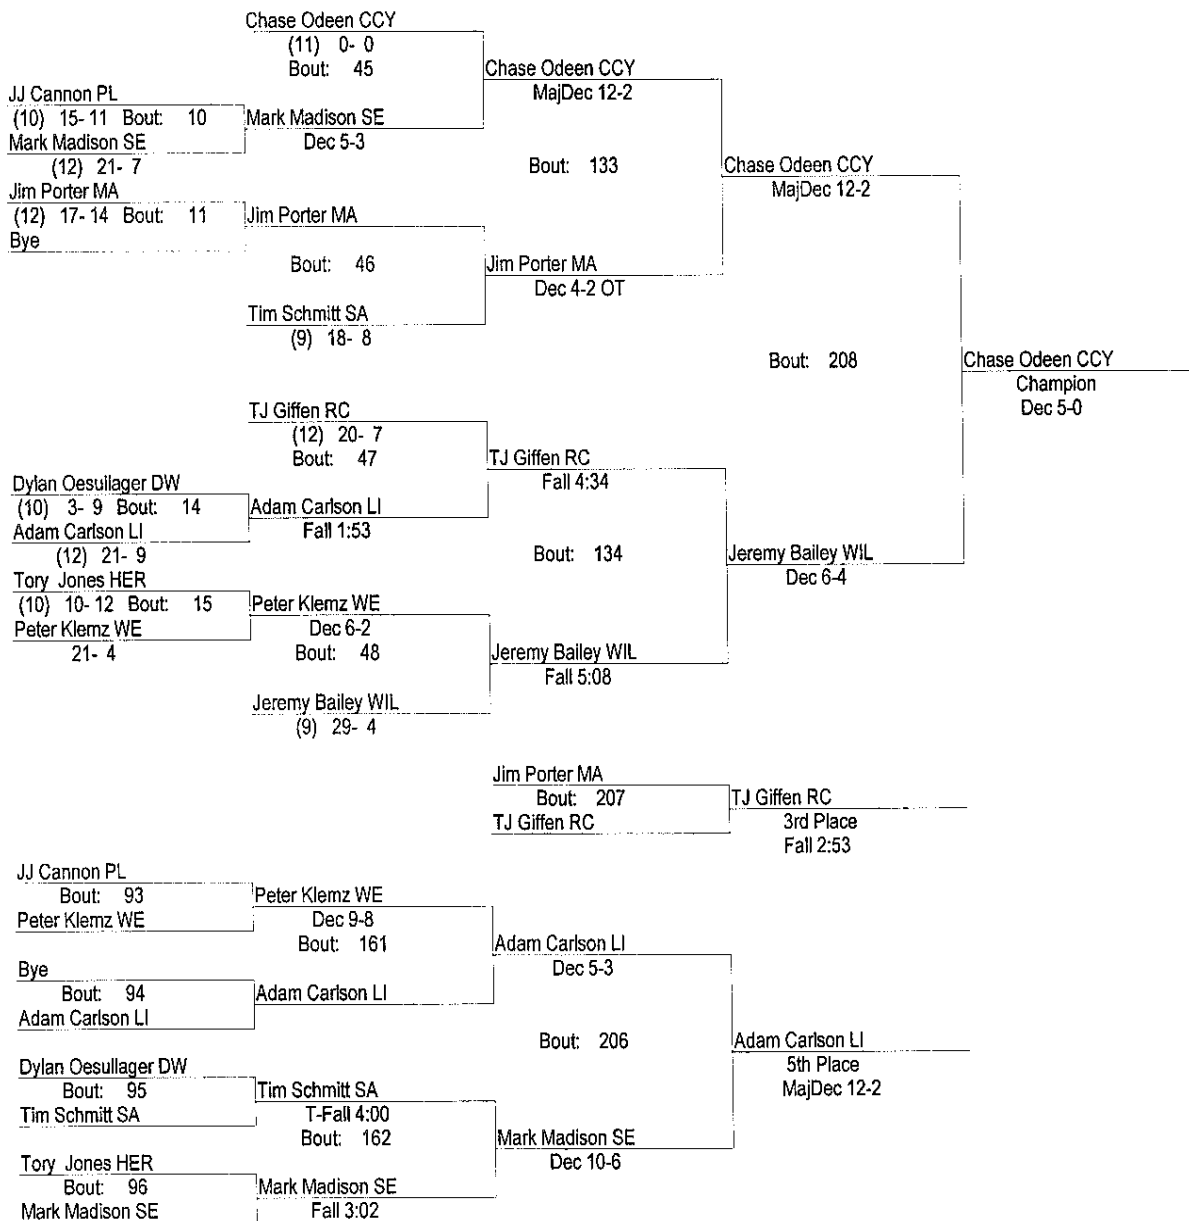 Chase Odeen CCY
(11) 0- 0
Bout: 45
Chase Odeen CCY
MajDec 12-2
JJ Cannon PL
(10) 15- 11 Bout: 10
Mark Madison SE
Mark Madison SE
Dec 5-3
(12) 21- 7
Bout: 133
Chase Odeen CCY
MajDec 12-2
Jim Porter MA
(12) 17- 14 Bout: 11
Jim Porter MA
Bye
Bout: 46
Jim Porter MA
Dec 4-2 OT
Tim Schmitt SA
(9) 18- 8
Bout: 208
Chase Odeen CCY
Champion
Dec 5-0
TJ Giffen RC
(12) 20- 7
Bout: 47
TJ Giffen RC
Fall 4:34
Dylan Oesullager DW
(10) 3- 9 Bout: 14
Adam Carlson LI
Adam Carlson LI
Fall 1:53
(12) 21- 9
Bout: 134
Jeremy Bailey WIL
Dec 6-4
Tory Jones HER
(10) 10- 12 Bout: 15
Peter Klemz WE
Peter Klemz WE
Dec 6-2
21- 4
Bout: 48
Jeremy Bailey WIL
Fall 5:08
Jeremy Bailey WIL
(9) 29- 4
Jim Porter MA
Bout: 207
TJ Giffen RC
TJ Giffen RC
3rd Place
Fall 2:53
JJ Cannon PL
Bout: 93
Peter Klemz WE
Peter Klemz WE
Dec 9-8
Bout: 161
Adam Carlson LI
Dec 5-3
Bye
Bout: 94
Adam Carlson LI
Adam Carlson LI
Bout: 206
Adam Carlson LI
5th Place
MajDec 12-2
Dylan Oesullager DW
Bout: 95
Tim Schmitt SA
Tim Schmitt SA
T-Fall 4:00
Bout: 162
Mark Madison SE
Dec 10-6
Tory Jones HER
Bout: 96
Mark Madison SE
Mark Madison SE
Fall 3:02